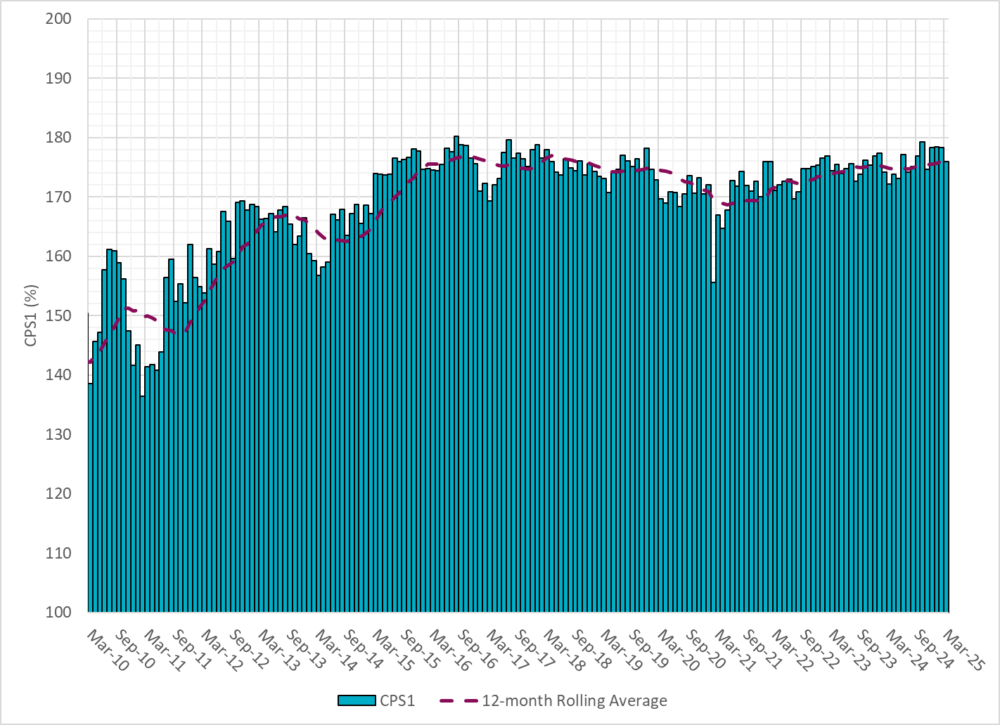 200
190
180
170
160
150
140
130
120
110
100
CPS1 (%)
Mar-10
Sep-10
Mar-11
Sep-11
Mar-12
Sep-12
Mar-13
Sep-13
Mar-14
Sep-14
Mar-15
Sep-15
Mar-16
Sep-16
Mar-17
Sep-17
Mar-18
Sep-18
Mar-19
Sep-19
Mar-20
Sep-20
Mar-21
Sep-21
Mar-22
Sep-22
Mar-23
Sep-23
Mar-24
Sep-24
Mar-25
CPS1
12-month Rolling Average